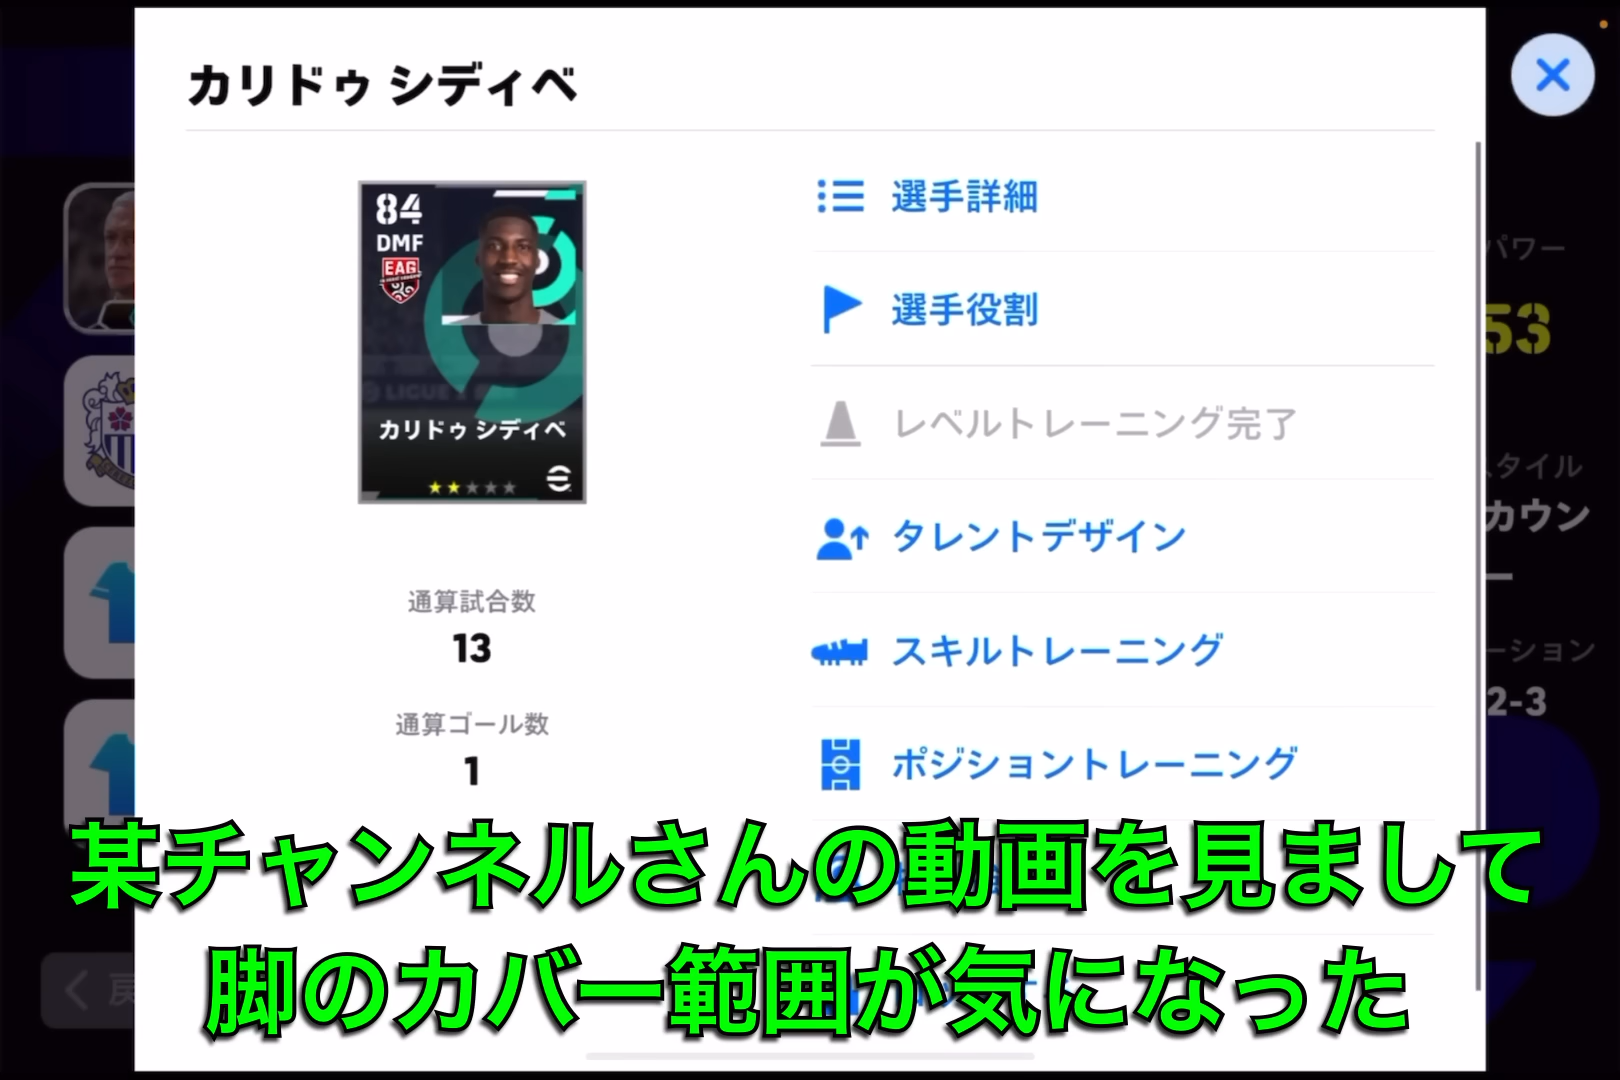 カリドゥ シディベ
84
DMF
EAG
LIGUE
カリドゥ シディベ
通算試合数
13
通算ゴール数
1
選手詳細
選手役割
レベルトレーニング完了
タレントデザイン
スキルトレーニング
ポジショントレーニング
パワー
53
スタイル
カウン
ー
ーション
2-3
某チャンネルさんの動画を見まして
脚のカバー範囲が気になった